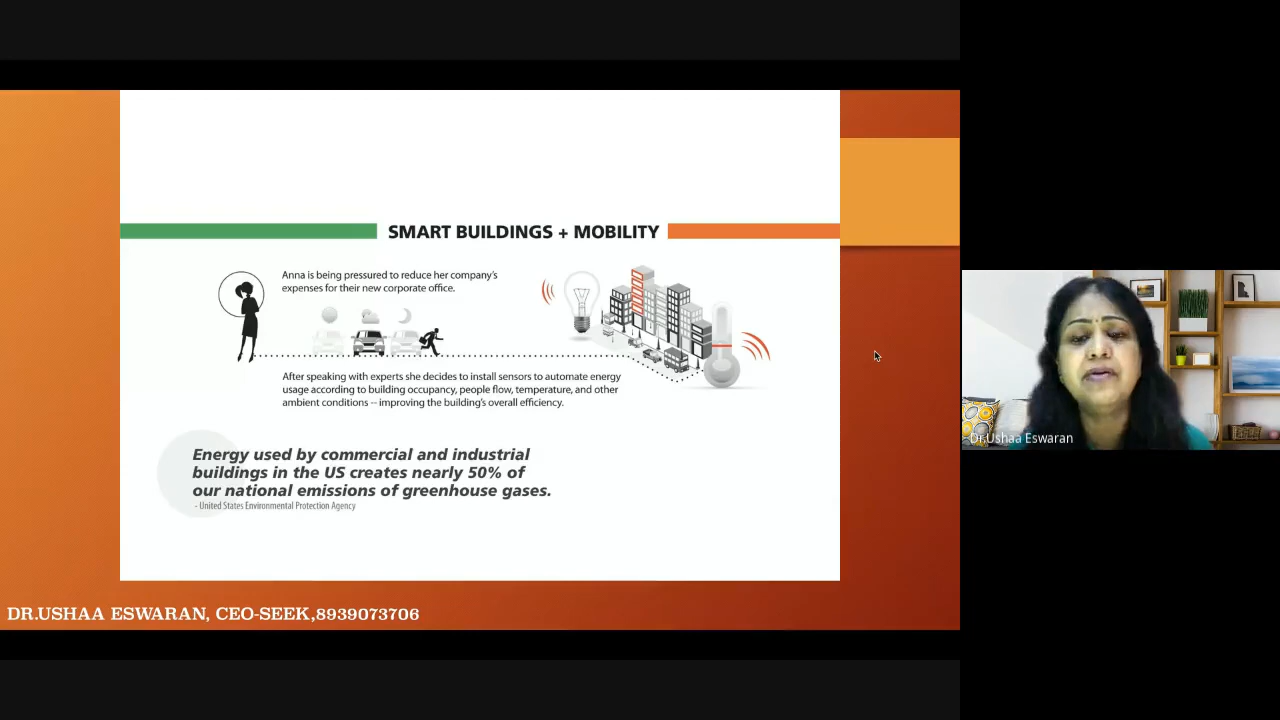 SMART BUILDINGS + MOBILITY
Anna is being pressured to reduce her company's
expenses for their new corporate office.
After speaking with experts she decides to install sensors to automate energy
usage according to building occupancy, people flow, temperature, and other
ambient conditions -- improving the building's overall efficiency.
Energy used by commercial and industrial
buildings in the US creates nearly 50% of
our national emissions of greenhouse gases.
- United States Environmental Protection Agency
DR.USHAA ESWARAN, CEO-SEEK,8939073706
Dr.Ushaa Eswaran